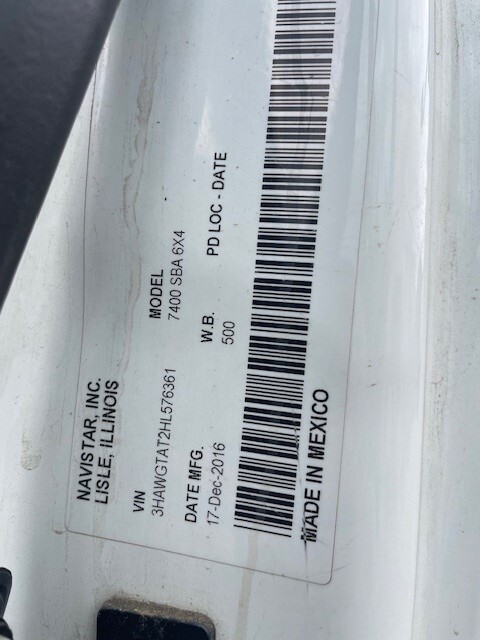 NAVISTAR, INC.
LISLE, ILLINOIS
VIN
3HAWGTAT2HL576361
MODEL
7400 SBA 6X4
DATE MFG.
17-Dec-2016
W.B.
500
PD LOC - DATE
MADE IN MEXICO